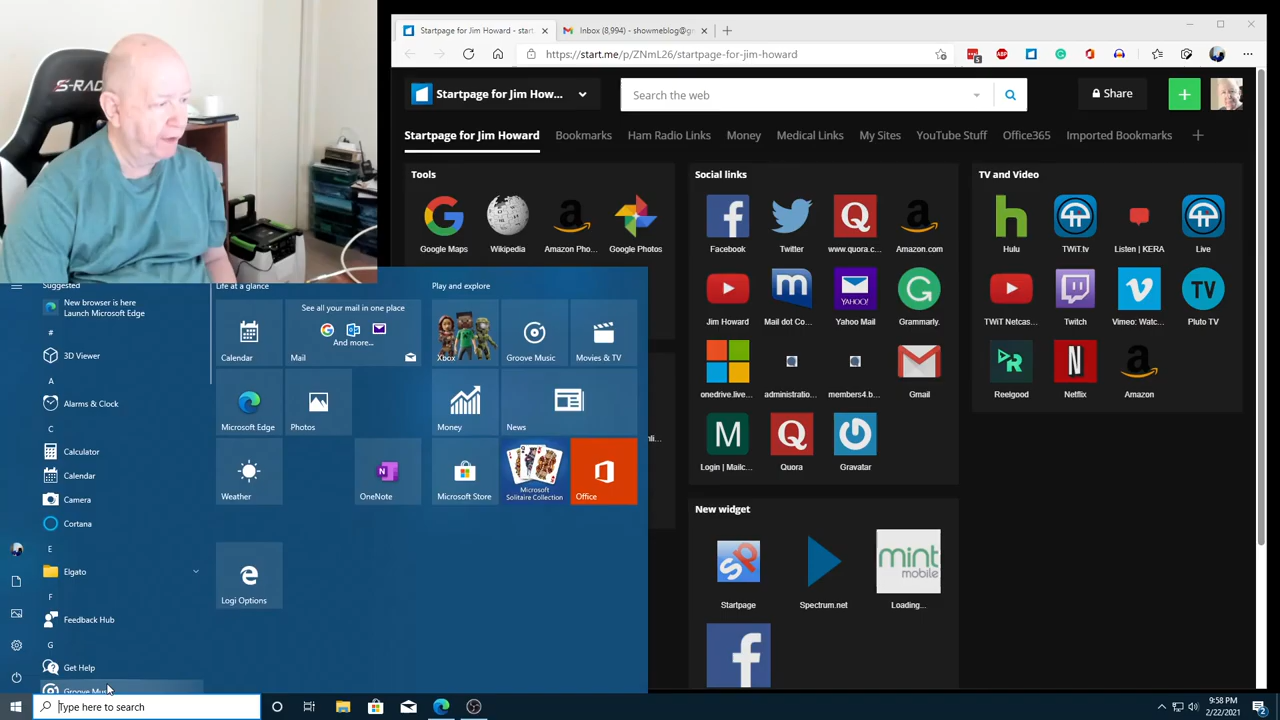 S-RA
Startpage for Jim Howard - start
Inbox (8,994) - showmeblog@g
https://start.me/p/ZNmL26/startpage-for-jim-howard
Startpage for Jim How...
Search the web
Share
Startpage for Jim Howard
Bookmarks
Ham Radio Links
Money
Medical Links
My Sites
YouTube Stuff
Office365
Imported Bookmarks
Tools
Google Maps
Wikipedia
Amazon Pho...
Google Photos
Social links
Facebook
Twitter
www.quora.c...
Amazon.com
Jim Howard
Mail dot Co...
YAHOO!
Yahoo Mail
Grammarly.
onedrive.live...
administratio...
members4.b...
Gmail
Login | Mailc...
Quora
Gravatar
TV and Video
Hulu
TWiT.tv
Listen | KERA
Live
TWiT Netcas...
Twitch
Vimeo: Watc...
TV
Pluto TV
Reelgood
Netflix
Amazon
New widget
Startpage
Spectrum.net
mint
mobile
Loading...
Suggested
New browser is here
Launch Microsoft Edge
#
3D Viewer
A
Alarms & Clock
C
Calculator
Calendar
Camera
Cortana
E
Elgato
F
Feedback Hub
G
Get Help
Groove Mus
Life at a glance
Calendar
See all your mail in one place
And more...
Mail
Microsoft Edge
Photos
Weather
OneNote
Logi Options
Play and explore
Xbox
Groove Music
Movies & TV
Money
News
Microsoft Store
Microsoft
Solitaire Collection
Office
Type here to search
9:58 PM
2/22/2021
2